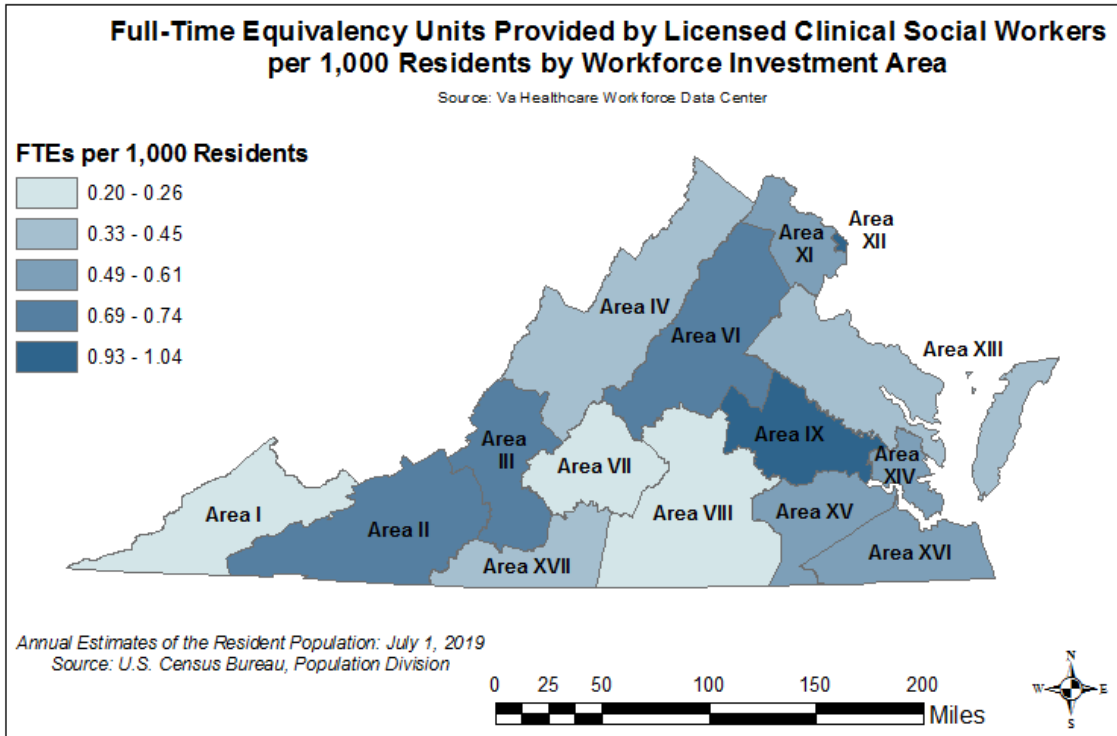 Full-Time Equivalency Units Provided by Licensed Clinical Social Workers
per 1,000 Residents by Workforce Investment Area
Source: Va Healthcare Workforce Data Center
FTEs per 1,000 Residents
0.20 - 0.26
0.33 - 0.45
0.49 - 0.61
0.69 - 0.74
0.93 - 1.04
Area
XI
Area
XII
Area IV
Area VI
Area XIII
Area
III
Area IX
Area VII
Area
XIV
Area I
Area II
Area VIII
Area XV
Area XVII
Area XVI
Annual Estimates of the Resident Population: July 1, 2019
Source: U.S. Census Bureau, Population Division
0 25 50 100 150 200
Miles
N
W E
S